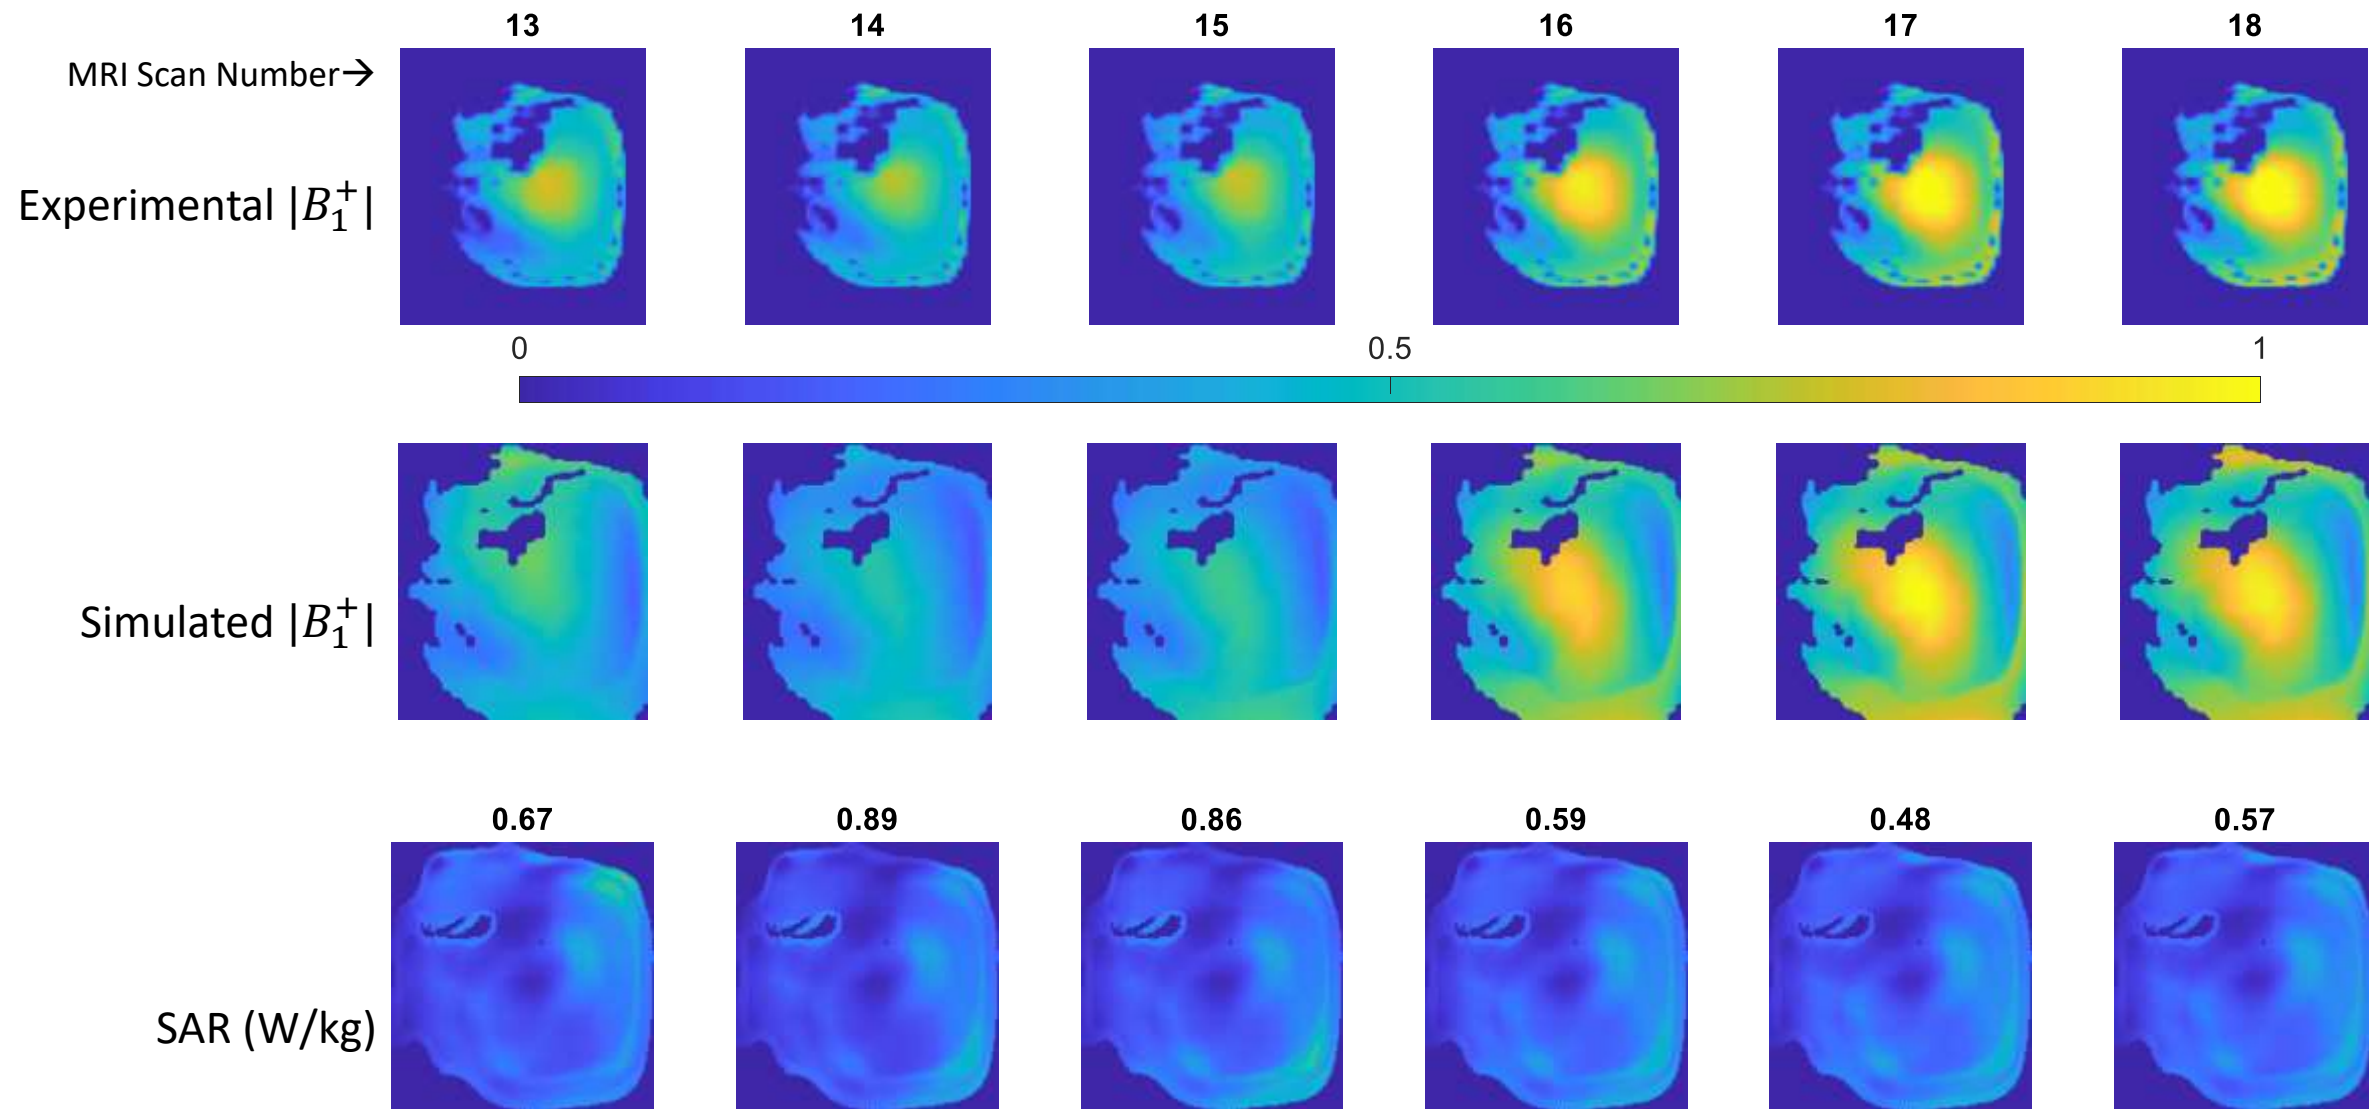 13 14 15 16 17 18
MRI Scan Number→
Experimental |B₁⁺|
0 0.5 1
Simulated |B₁⁺|
0.67 0.89 0.86 0.59 0.48 0.57
SAR (W/kg)